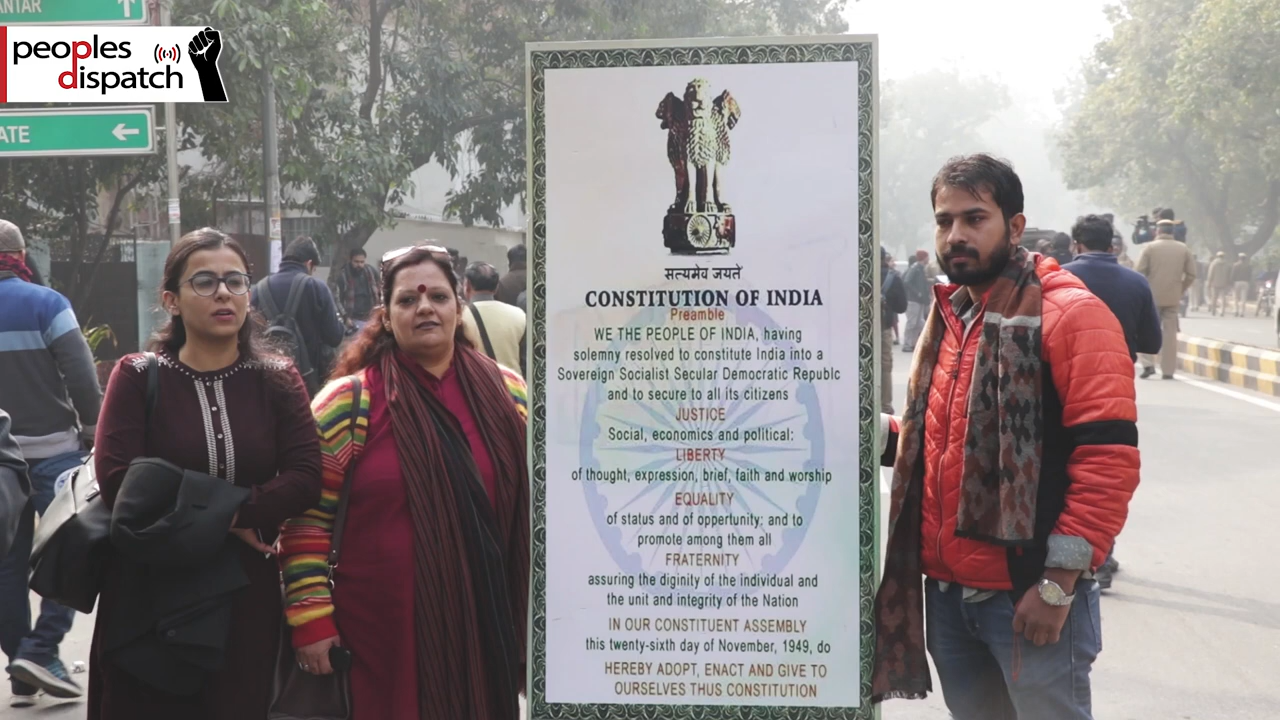 ANTAR
peoples
dispatch
ATE
सत्यमेव जयते
CONSTITUTION OF INDIA
Preamble
WE THE PEOPLE OF INDIA, having
solemny resolved to constitute India into a
Sovereign Socialist Secular Democratic Republc
and to secure to all its citizens
JUSTICE
Social, economics and political:
LIBERTY
of thought, expression, brief, faith and worship
EQUALITY
of status and of opportunity: and to
promote among them all
FRATERNITY
assuring the diginity of the individual and
the unit and integrity of the Nation
IN OUR CONSTITUENT ASSEMBLY
this twenty-sixth day of November, 1949, do
HEREBY ADOPT, ENACT AND GIVE TO
OURSELVES THUS CONSTITUTION